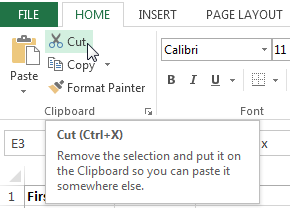 FILE HOME INSERT PAGE LAYOUT
Cut
Copy
Format Painter
Paste
Clipboard
Calibri 11
B I U
Font
E3 x
Cut (Ctrl+X)
Remove the selection and put it on
the Clipboard so you can paste it
somewhere else.
1 Firs